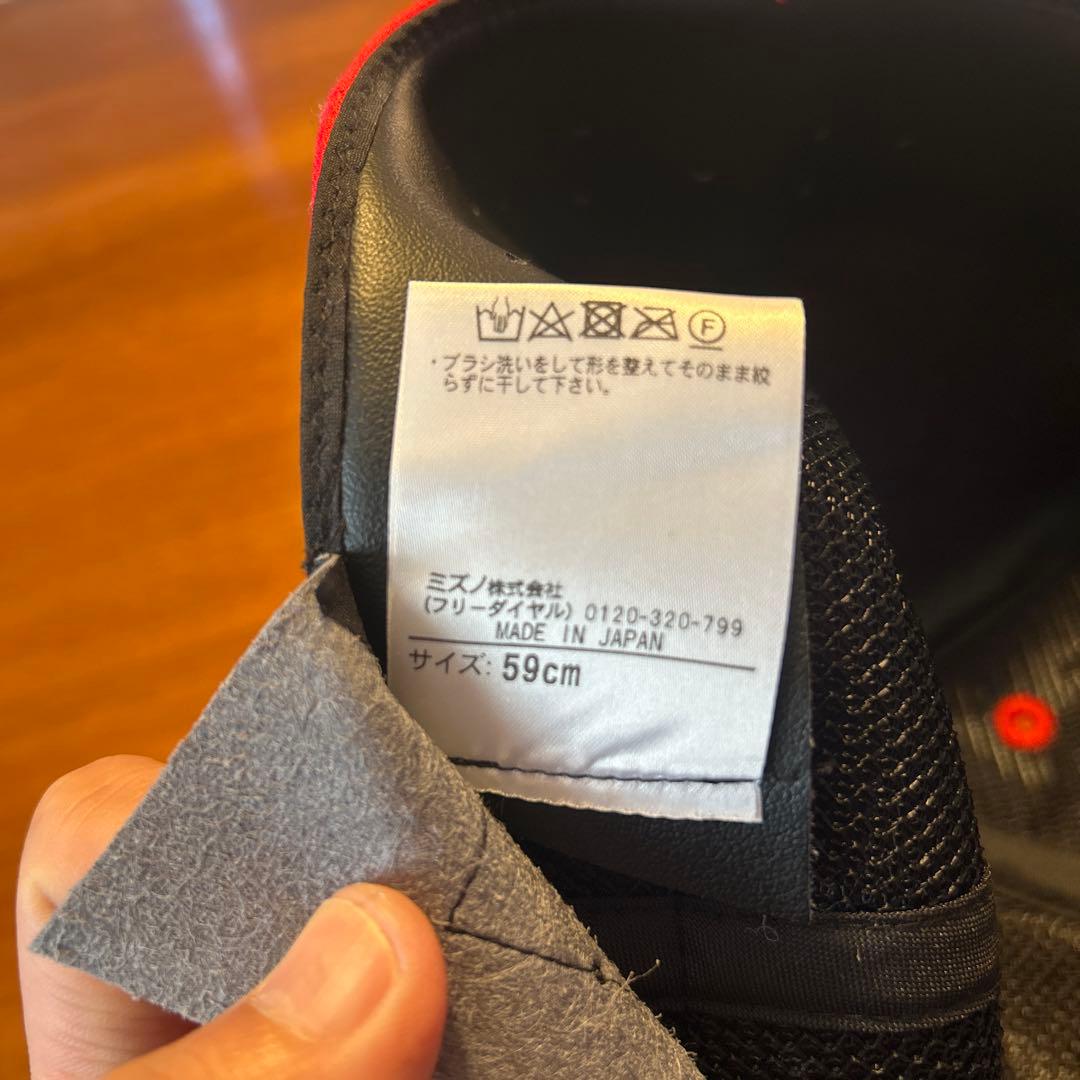 F
・ブラシ洗いをして形を整えてそのまま絞
らずに干して下さい。
ミズノ株式会社
(フリーダイヤル) 0120-320-799
MADE IN JAPAN
サイズ: 59cm